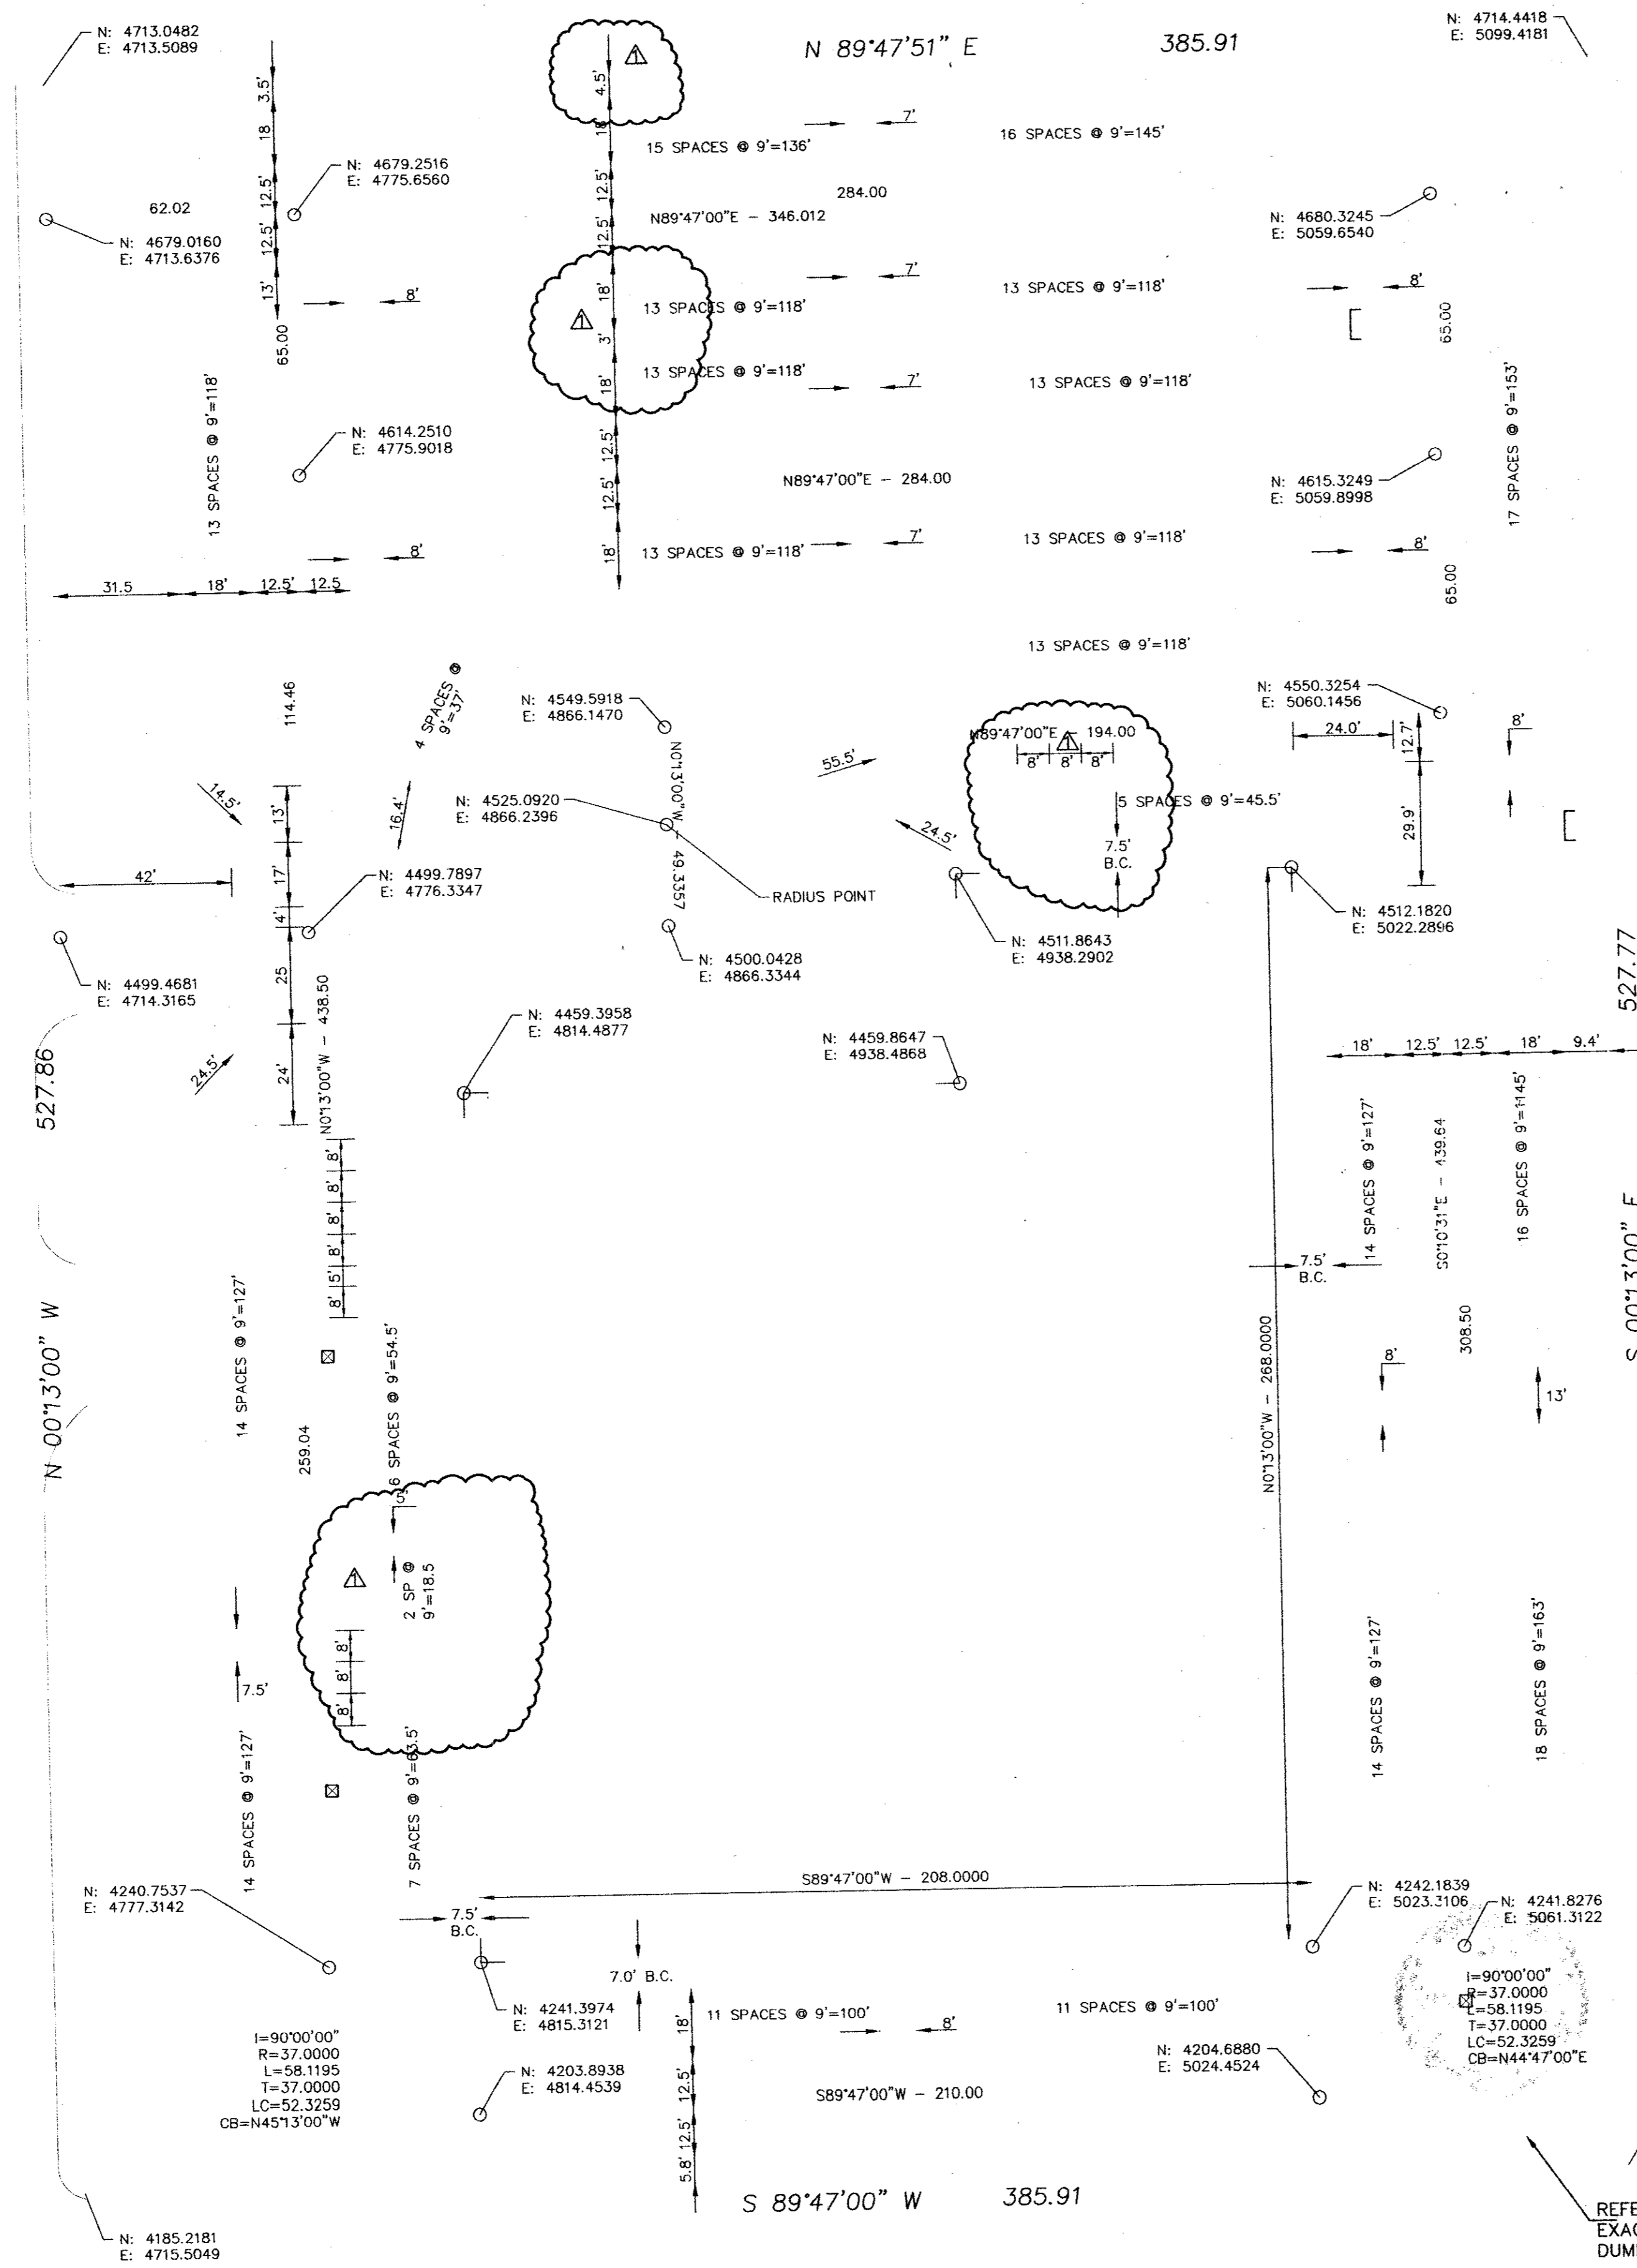 N: 4713.0482
E: 4713.5089
N 89°47'51" E
385.91
N: 4714.4418
E: 5099.4181
3.5'
18
12.5'
12.5'
13'
65.00
1
4.5'
18'
12.5'
12.5'
18'
3'
18'
12.5'
12.5'
18'
7'
15 SPACES @ 9'=136'
16 SPACES @ 9'=145'
N: 4679.2516
E: 4775.6560
62.02
284.00
N89°47'00"E - 346.012
N: 4679.0160
E: 4713.6376
N: 4680.3245
E: 5059.6540
8'
7'
13 SPACES @ 9'=118'
13 SPACES @ 9'=118'
8'
65.00
1
13 SPACES @ 9'=118'
7'
13 SPACES @ 9'=118'
13 SPACES @ 9'=118'
17 SPACES @ 9'=153'
N: 4614.2510
E: 4775.9018
N89°47'00"E - 284.00
N: 4615.3249
E: 5059.8998
8'
13 SPACES @ 9'=118'
7'
13 SPACES @ 9'=118'
8'
31.5
18'
12.5'
12.5
65.00
13 SPACES @ 9'=118'
114.46
4 SPACES @
9'=37'
N: 4549.5918
E: 4866.1470
N: 4550.3254
E: 5060.1456
N89°47'00"E - 194.00
1
8'
8'
8'
24.0'
12.7'
8'
14.5'
13'
16.4'
N0°13'00"W - 49.3357
55.5'
N: 4525.0920
E: 4866.2396
5 SPACES @ 9'=45.5'
29.9'
24.5'
7.5'
B.C.
42'
17'
N: 4499.7897
E: 4776.3347
RADIUS POINT
4'
N: 4512.1820
E: 5022.2896
N: 4511.8643
E: 4938.2902
N: 4500.0428
E: 4866.3344
N: 4499.4681
E: 4714.3165
25
527.77
N0°13'00"W - 438.50
N: 4459.3958
E: 4814.4877
N: 4459.8647
E: 4938.4868
527.86
24.5'
24'
18'
12.5'
12.5'
18'
9.4'
8'
8'
8'
8'
5'
8'
14 SPACES @ 9'=127'
S0°10'31"E - 439.64
16 SPACES @ 9'=1145'
S 00°13'00" E
7.5'
B.C.
14 SPACES @ 9'=127'
6 SPACES @ 9'=54.5'
N0°13'00"W - 268.0000
308.50
8'
13'
N 00°13'00" W
259.04
5'
1
2 SP @
9'=18.5
8'
8'
8'
7.5'
14 SPACES @ 9'=127'
18 SPACES @ 9'=163'
14 SPACES @ 9'=127'
7 SPACES @ 9'=63.5'
S89°47'00"W - 208.0000
N: 4240.7537
E: 4777.3142
7.5'
B.C.
N: 4242.1839
E: 5023.3106
N: 4241.8276
E: 5061.3122
7.0' B.C.
N: 4241.3974
E: 4815.3121
18'
11 SPACES @ 9'=100'
8'
11 SPACES @ 9'=100'
I=90°00'00"
R=37.0000
L=58.1195
T=37.0000
LC=52.3259
CB=N44°47'00"E
I=90°00'00"
R=37.0000
L=58.1195
T=37.0000
LC=52.3259
CB=N45°13'00"W
N: 4203.8938
E: 4814.4539
12.5'
S89°47'00"W - 210.00
N: 4204.6880
E: 5024.4524
12.5'
5.8'
S 89°47'00" W
385.91
N: 4185.2181
E: 4715.5049
REFE
EXAC
DUM